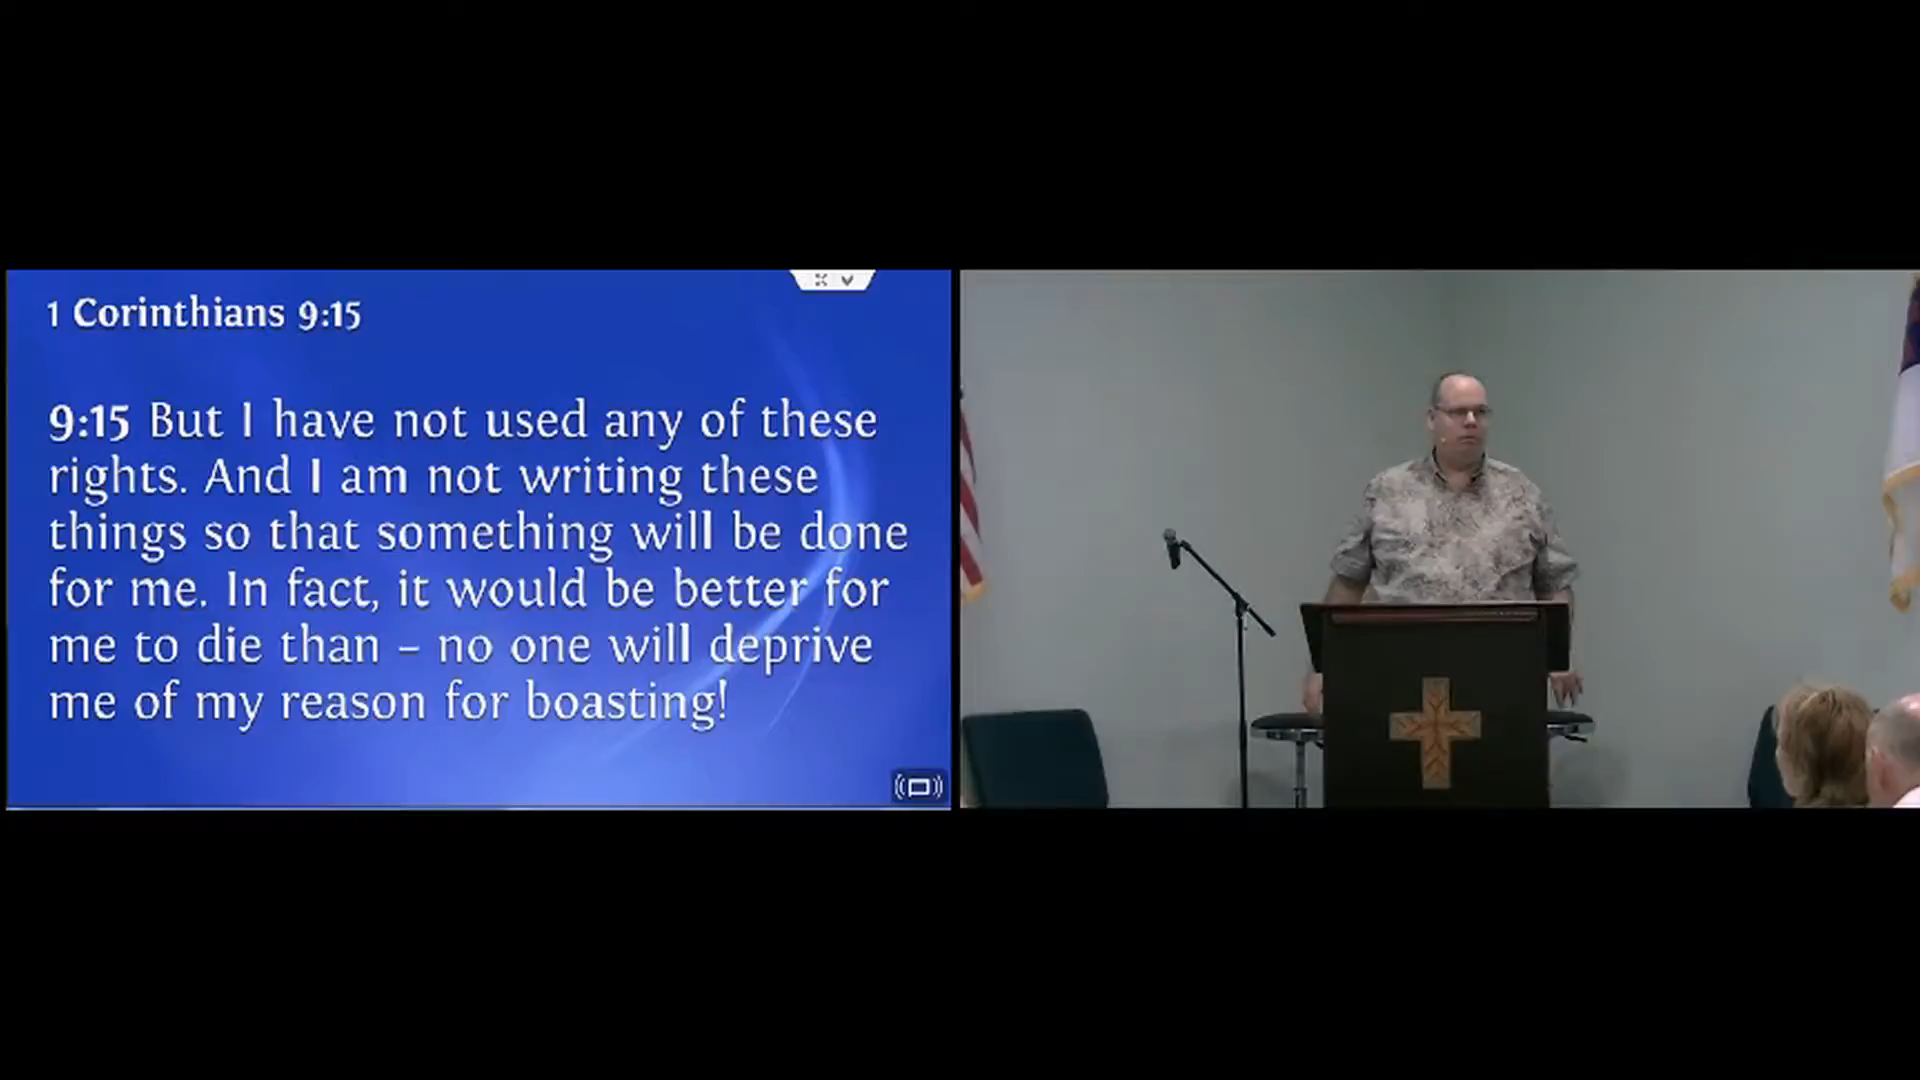 1 Corinthians 9:15
9:15 But I have not used any of these
rights. And I am not writing these
things so that something will be done
for me. In fact, it would be better for
me to die than – no one will deprive
me of my reason for boasting!